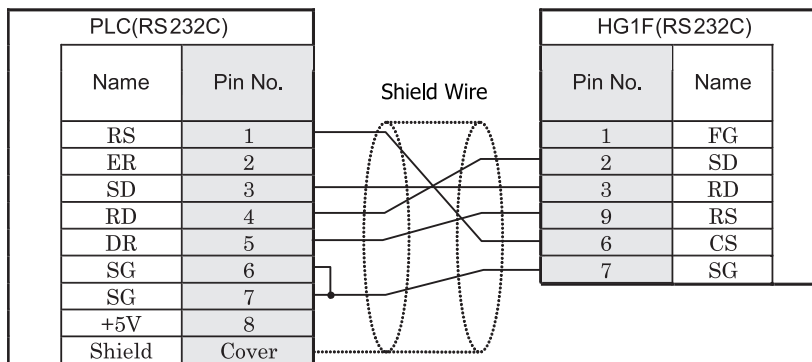 PLC(RS232C)
Name Pin No.
RS 1
ER 2
SD 3
RD 4
DR 5
SG 6
SG 7
+5V 8
Shield Cover
Shield Wire
HG1F(RS232C)
Pin No. Name
1 FG
2 SD
3 RD
9 RS
6 CS
7 SG